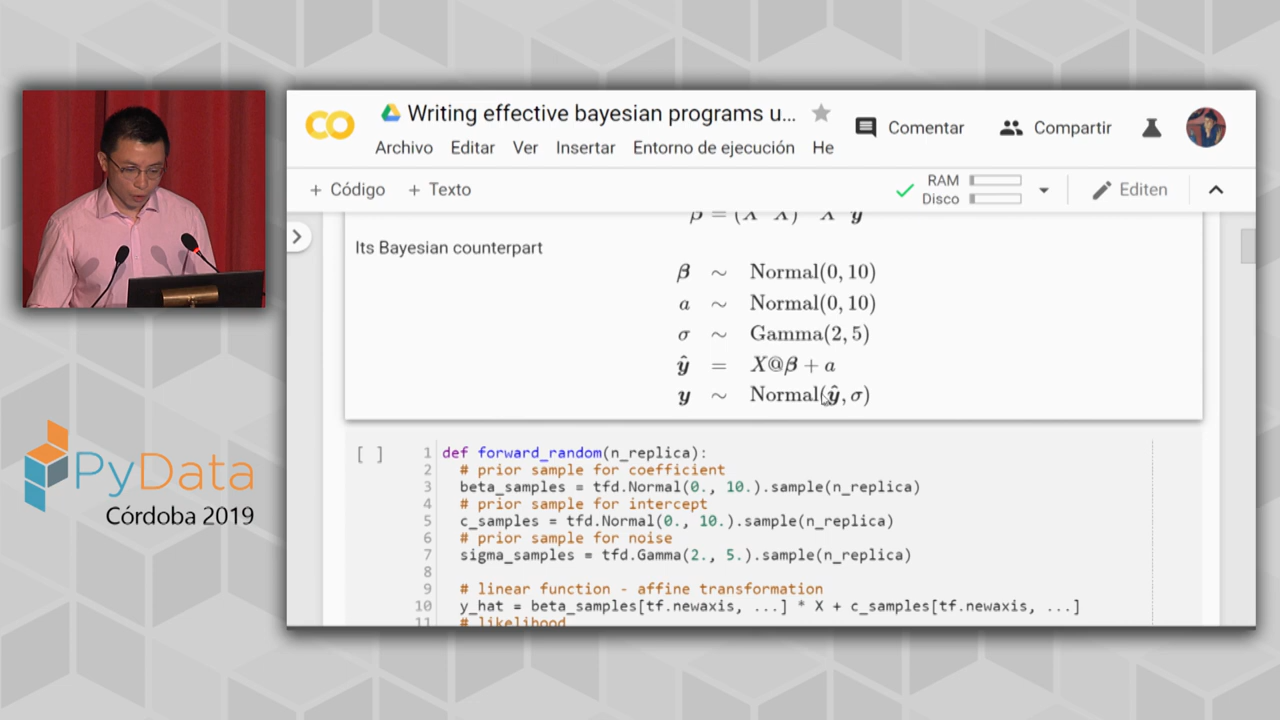 Writing effective bayesian programs u...
Comentar
Compartir
Archivo Editar Ver Insertar Entorno de ejecución He
+ Código + Texto
RAM
Disco
Editen
Its Bayesian counterpart
β ~ Normal(0, 10)
a ~ Normal(0, 10)
σ ~ Gamma(2, 5)
ŷ = X@β + a
y ~ Normal(ŷ, σ)
[ ]
1 def forward_random(n_replica):
2 # prior sample for coefficient
3 beta_samples = tfd.Normal(0., 10.).sample(n_replica)
4 # prior sample for intercept
5 c_samples = tfd.Normal(0., 10.).sample(n_replica)
6 # prior sample for noise
7 sigma_samples = tfd.Gamma(2., 5.).sample(n_replica)
8
9 # linear function - affine transformation
10 y_hat = beta_samples[tf.newaxis, ...] * X + c_samples[tf.newaxis, ...]
11 # likelihood
PyData
Córdoba 2019